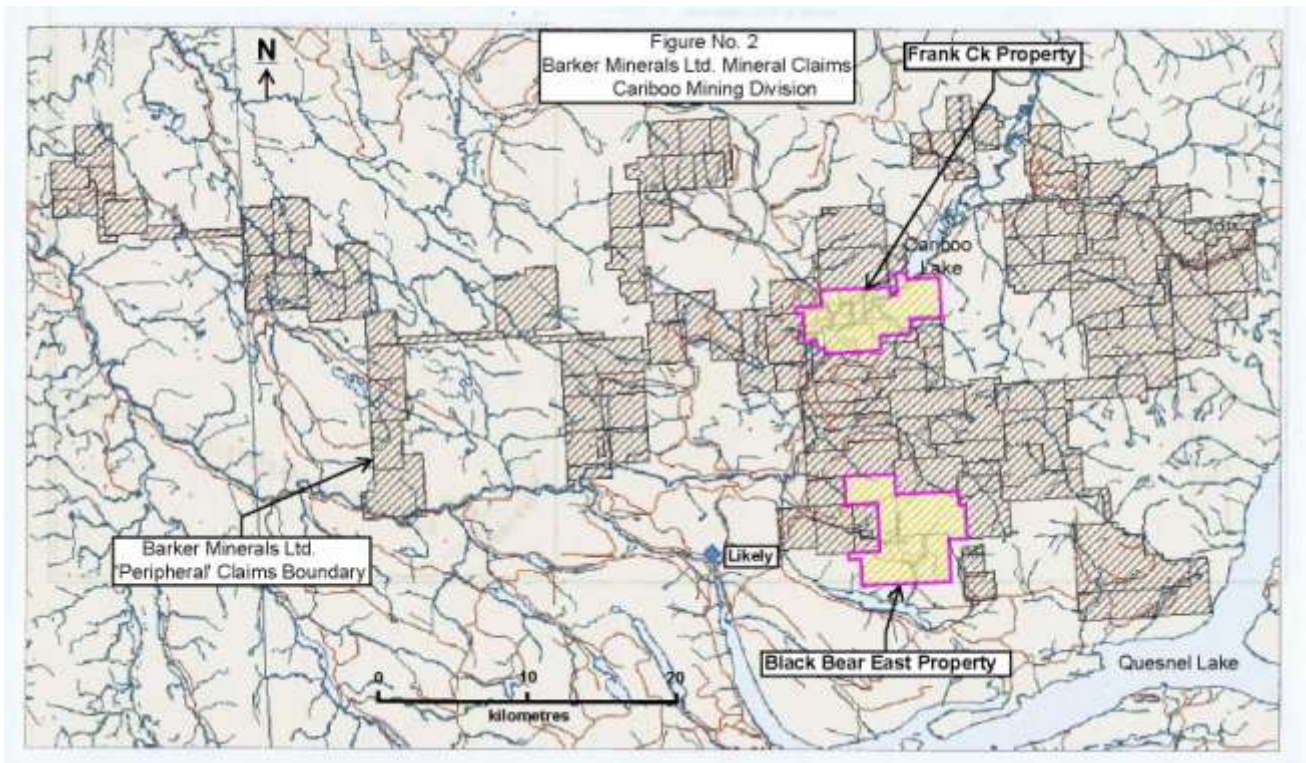 Figure No. 2
Barker Minerals Ltd. Mineral Claims
Cariboo Mining Division
Frank Ck Property
N
Cariboo
Lake
Barker Minerals Ltd.
'Peripheral' Claims Boundary
Likely
Black Bear East Property
Quesnel Lake
0 10 20
kilometres